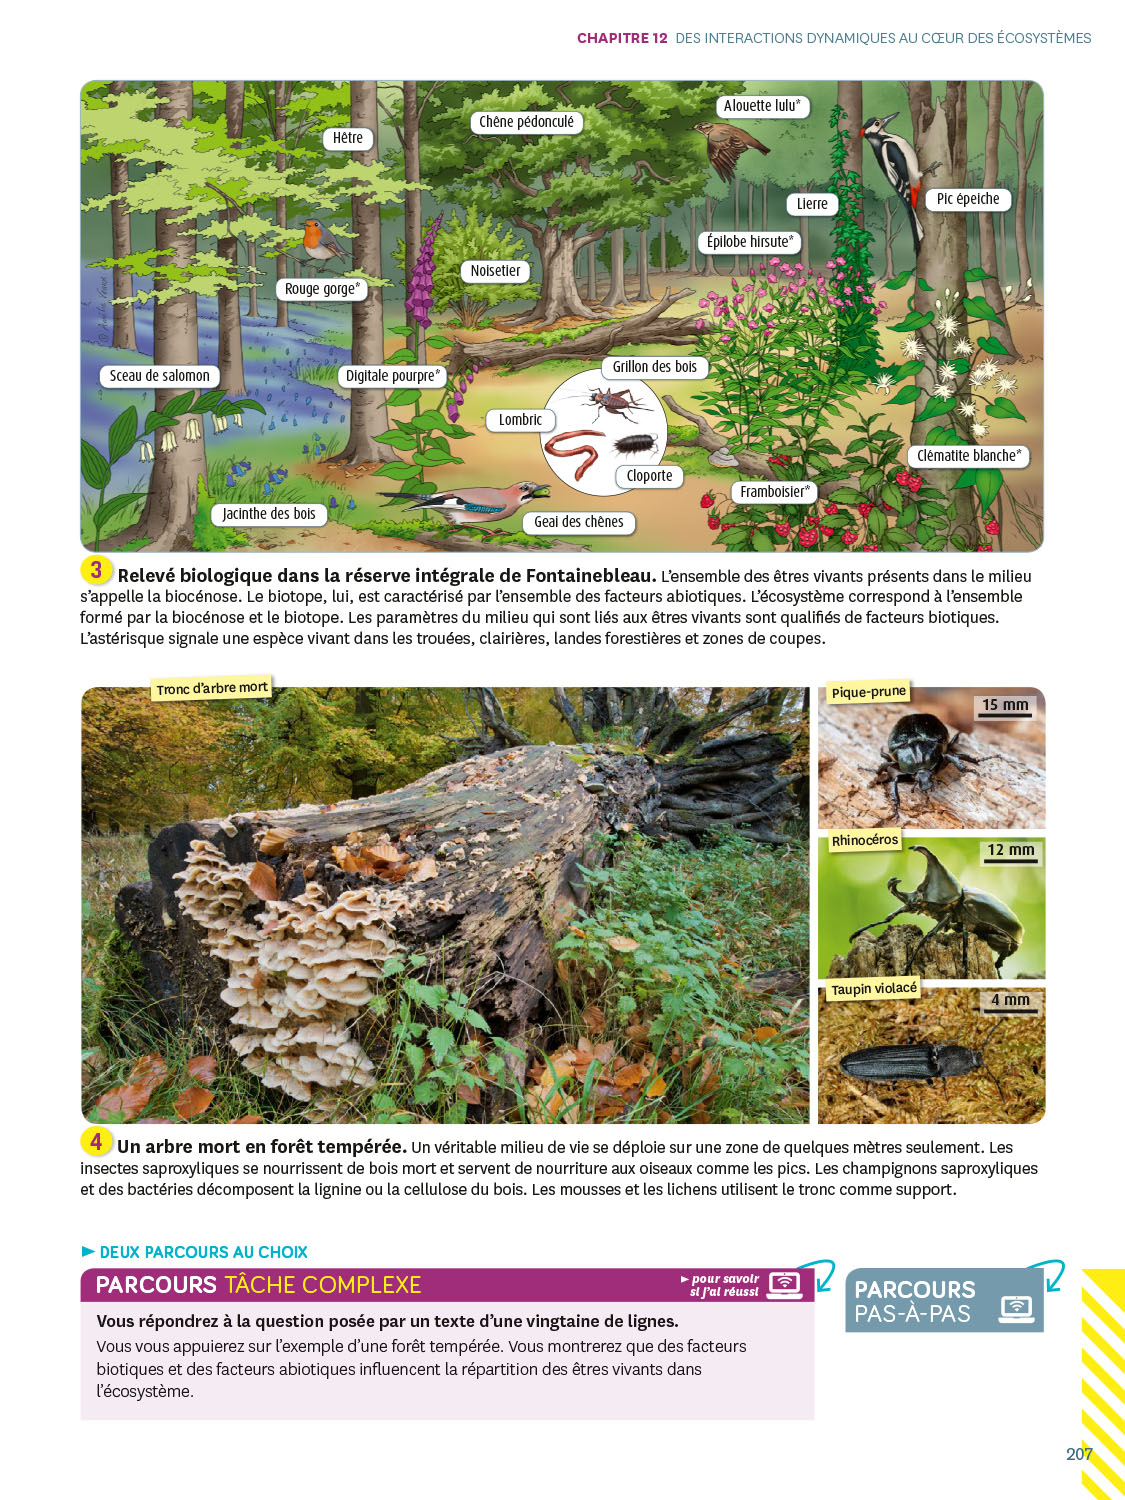 CHAPITRE 12 DES INTERACTIONS DYNAMIQUES AU CŒUR DES ÉCOSYSTÈMES
Alouette lulu*
Chêne pédonculé
Hêtre
Lierre
Pic épeiche
Épilobe hirsute*
Noisetier
Rouge gorge*
Grillon des bois
Sceau de salomon
Digitale pourpre*
Lombric
Clématite blanche*
Cloporte
Framboisier*
Jacinthe des bois
Geai des chênes
3 Relevé biologique dans la réserve intégrale de Fontainebleau. L’ensemble des êtres vivants présents dans le milieu
s’appelle la biocénose. Le biotope, lui, est caractérisé par l’ensemble des facteurs abiotiques. L’écosystème correspond à l’ensemble
formé par la biocénose et le biotope. Les paramètres du milieu qui sont liés aux êtres vivants sont qualifiés de facteurs biotiques.
L’astérisque signale une espèce vivant dans les trouées, clairières, landes forestières et zones de coupes.
Tronc d’arbre mort
Pique-prune
15 mm
Rhinocéros
12 mm
Taupin violacé
4 mm
4 Un arbre mort en forêt tempérée. Un véritable milieu de vie se déploie sur une zone de quelques mètres seulement. Les
insectes saproxyliques se nourrissent de bois mort et servent de nourriture aux oiseaux comme les pics. Les champignons saproxyliques
et des bactéries décomposent la lignine ou la cellulose du bois. Les mousses et les lichens utilisent le tronc comme support.
► DEUX PARCOURS AU CHOIX
PARCOURS TÂCHE COMPLEXE
► pour savoir
si j’ai réussi
Vous répondrez à la question posée par un texte d’une vingtaine de lignes.
Vous vous appuierez sur l’exemple d’une forêt tempérée. Vous montrerez que des facteurs
biotiques et des facteurs abiotiques influencent la répartition des êtres vivants dans
l’écosystème.
PARCOURS
PAS-À-PAS
207